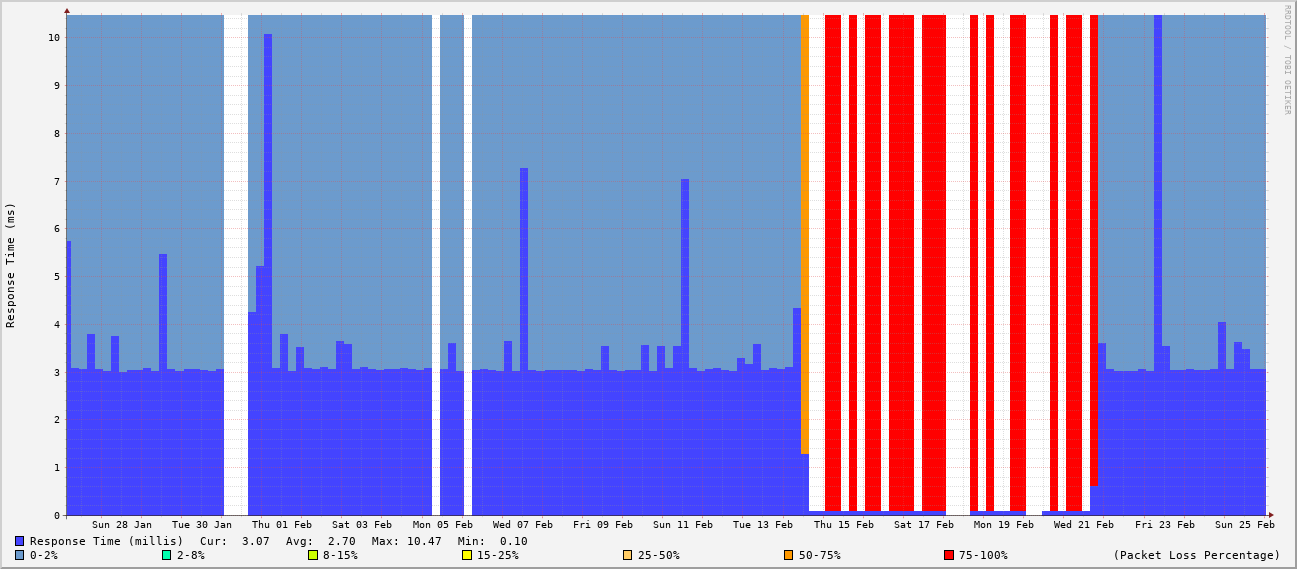 RRDTOOL / TOBI OETIKER
Response Time (ms)
10
9
8
7
6
5
4
3
2
1
0
Sun 28 Jan Tue 30 Jan Thu 01 Feb Sat 03 Feb Mon 05 Feb Wed 07 Feb Fri 09 Feb Sun 11 Feb Tue 13 Feb Thu 15 Feb Sat 17 Feb Mon 19 Feb Wed 21 Feb Fri 23 Feb Sun 25 Feb
Response Time (millis) Cur: 3.07 Avg: 2.70 Max: 10.47 Min: 0.10
0-2% 2-8% 8-15% 15-25% 25-50% 50-75% 75-100% (Packet Loss Percentage)